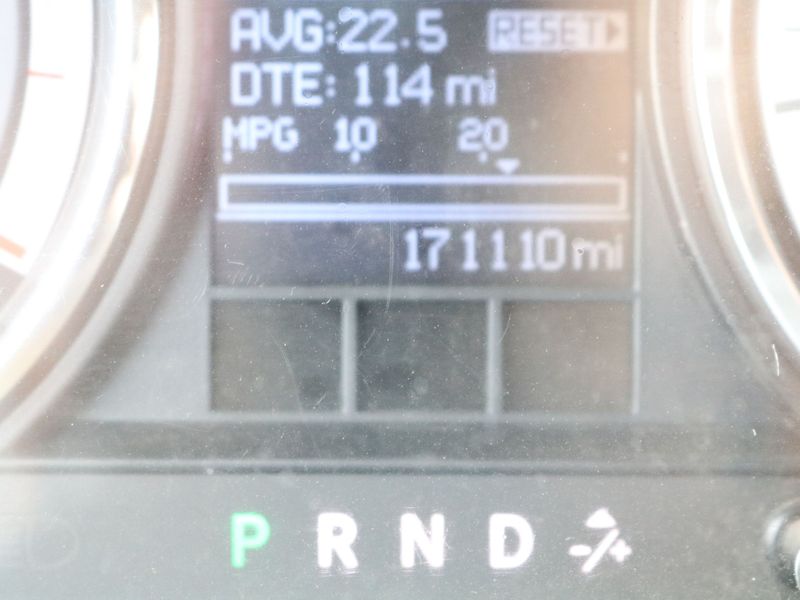 AVG:22.5 RESET
DTE: 114 mi
MPG 10 20
171110 mi
P R N D -/+